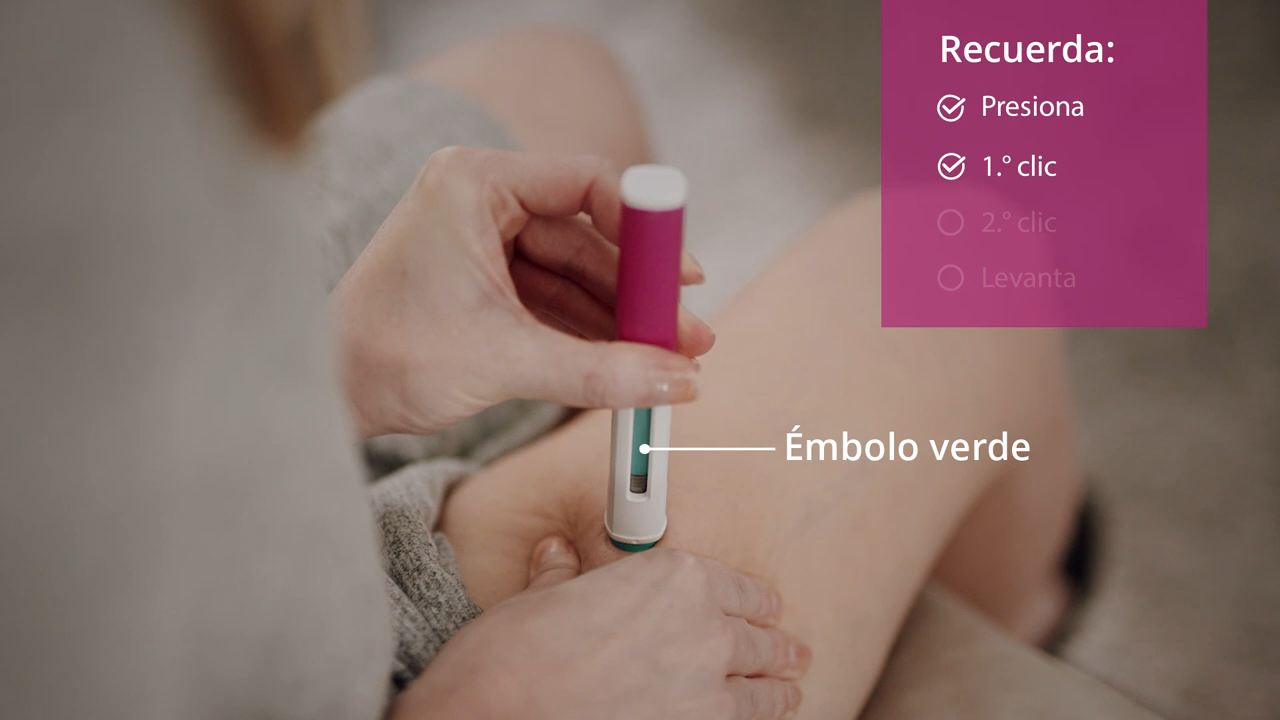 Recuerda:
Presiona
1.º clic
2.º clic
Levanta
Émbolo verde